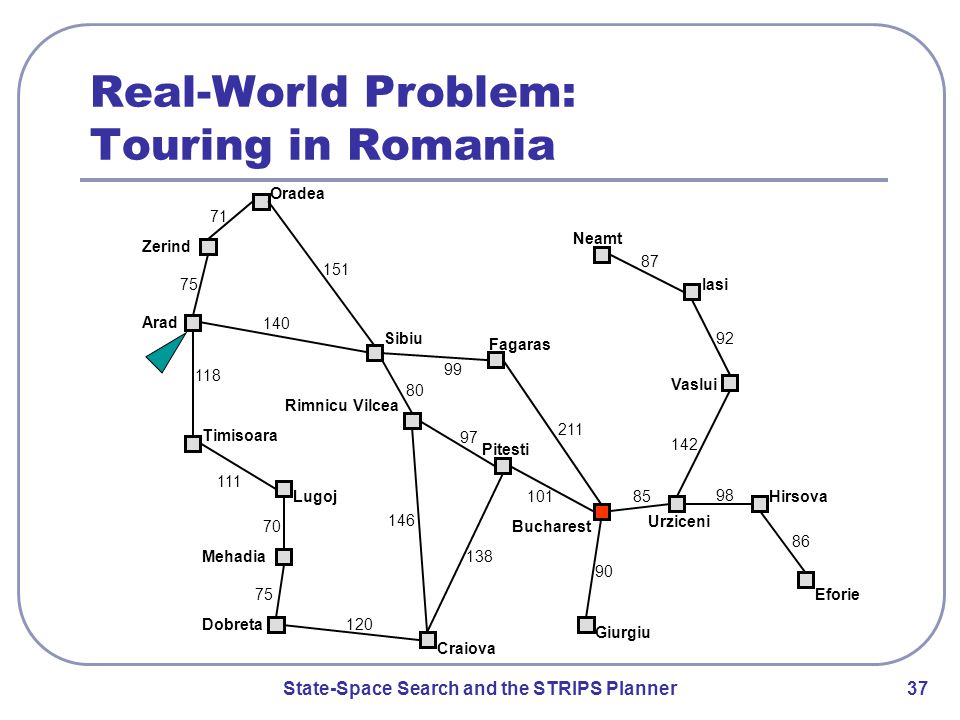 Real-World Problem:
Touring in Romania
Oradea
71
Neamt
Zerind
87
151
75
Iasi
Arad
140
Sibiu
92
Fagaras
99
118
80
Vaslui
Rimnicu Vilcea
211
Timisoara
97
142
Pitesti
111
Lugoj
101
85
98
Hirsova
146
Bucharest
Urziceni
70
86
Mehadia
138
90
75
Eforie
Dobreta
120
Giurgiu
Craiova
State-Space Search and the STRIPS Planner
37